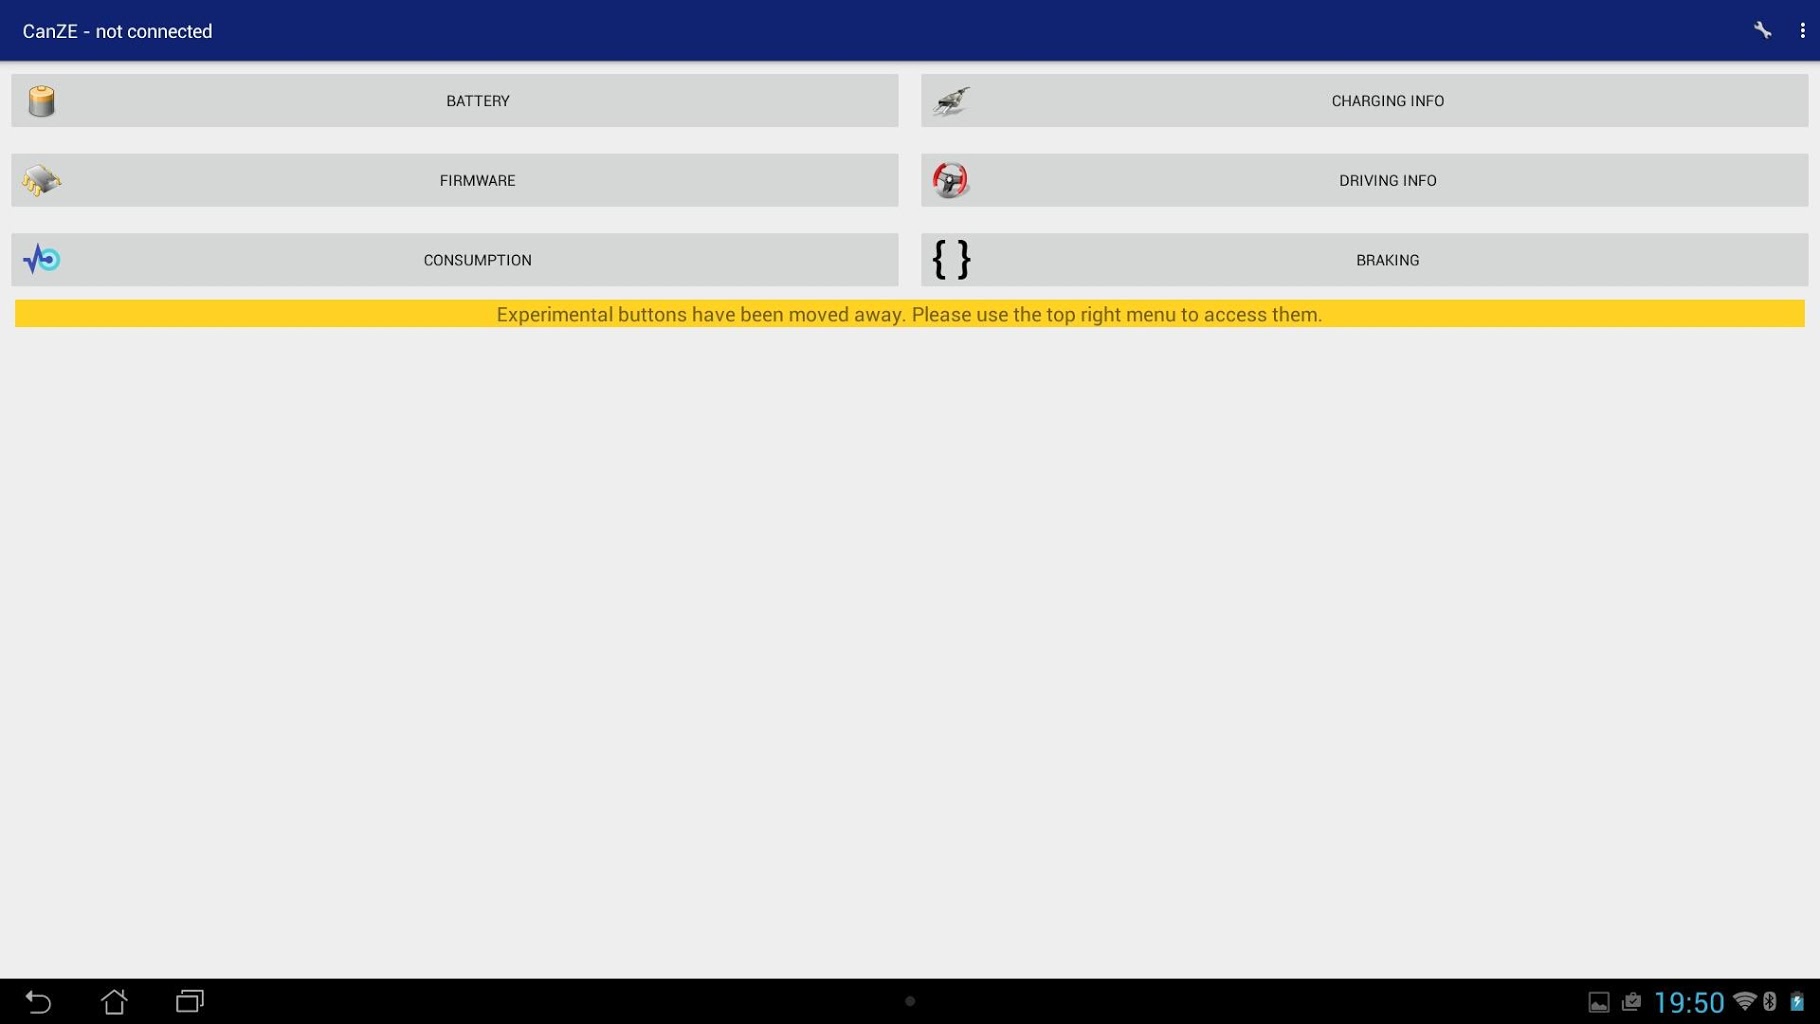 CanZE - not connected
BATTERY
CHARGING INFO
FIRMWARE
DRIVING INFO
CONSUMPTION
{ }
BRAKING
Experimental buttons have been moved away. Please use the top right menu to access them.
19:50